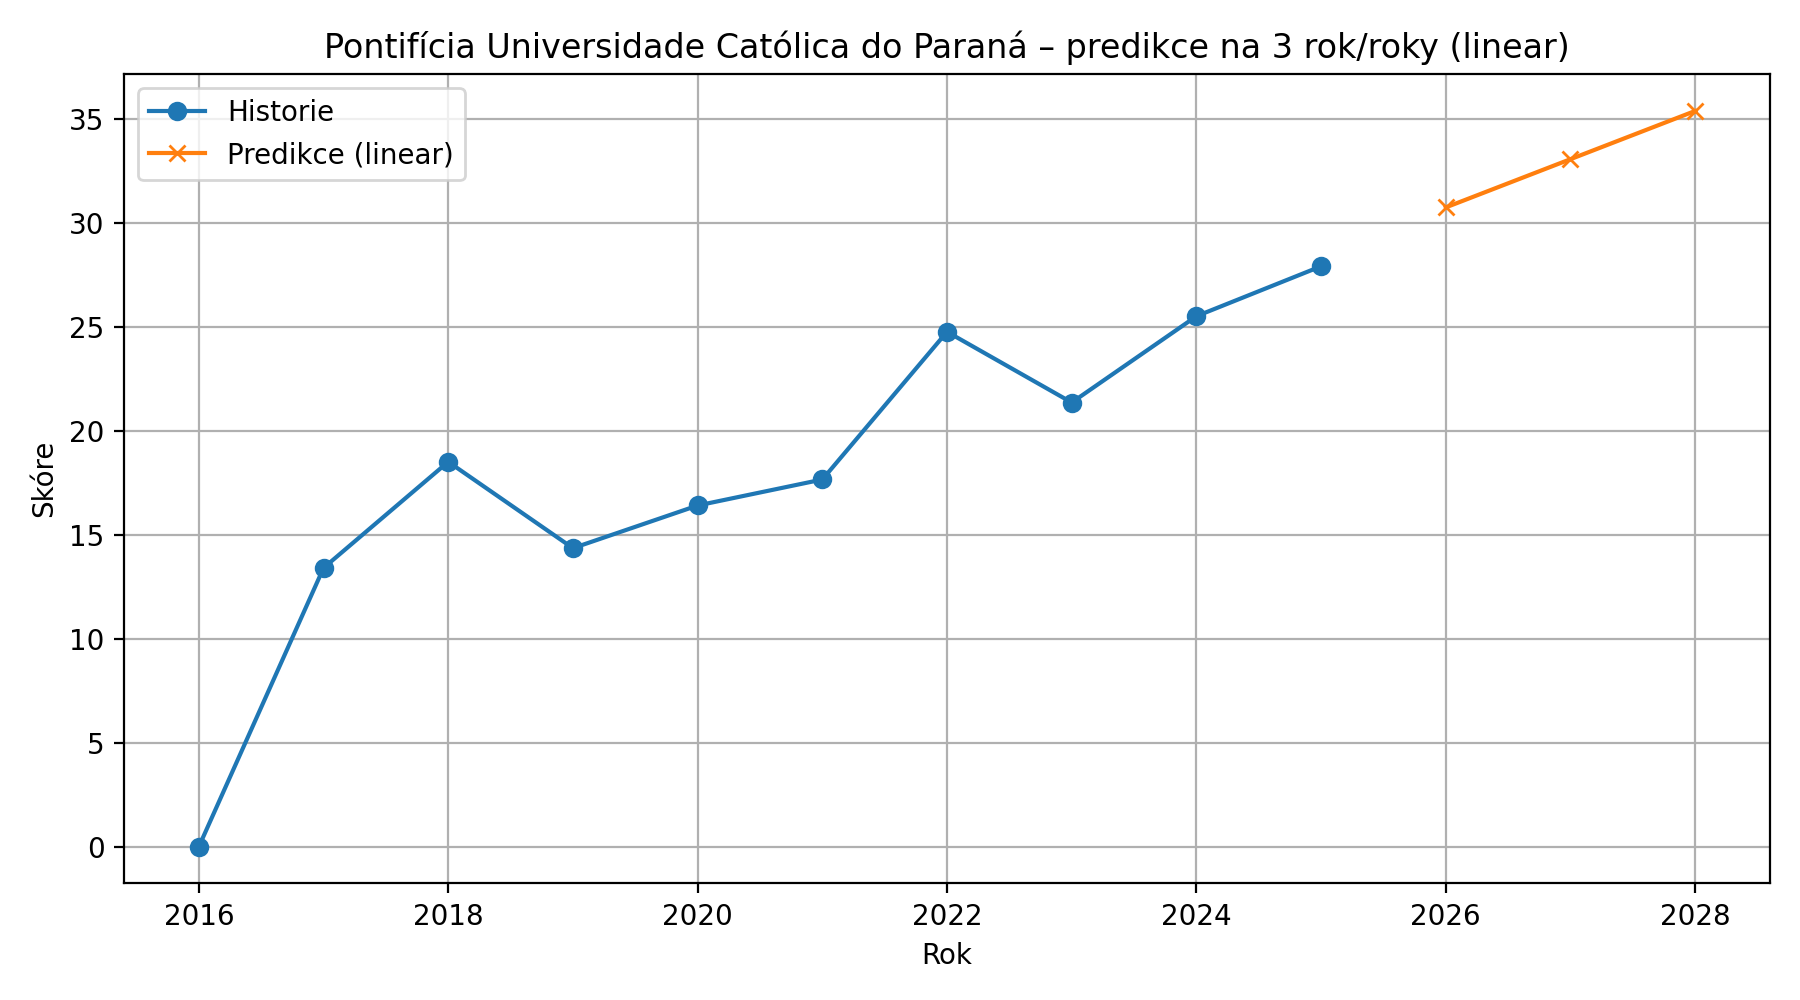 Pontifícia Universidade Católica do Paraná – predikce na 3 rok/roky (linear)
Historie
Predikce (linear)
35
30
25
20
15
10
5
0
Skóre
2016 2018 2020 2022 2024 2026 2028
Rok